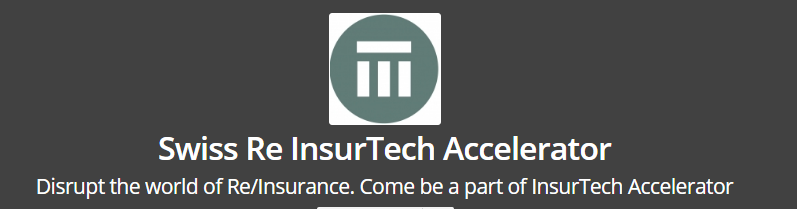 Swiss Re InsurTech Accelerator
Disrupt the world of Re/Insurance. Come be a part of InsurTech Accelerator